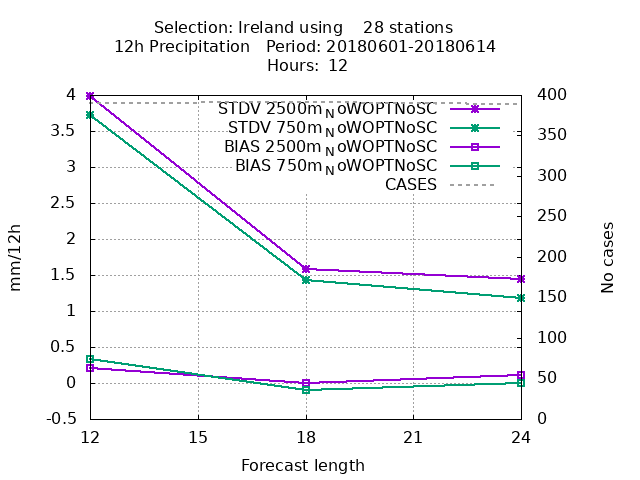 Selection: Ireland using 28 stations
12h Precipitation Period: 20180601-20180614
Hours: 12
STDV 2500m_NoWOPTNoSC
STDV 750m_NoWOPTNoSC
BIAS 2500m_NoWOPTNoSC
BIAS 750m_NoWOPTNoSC
CASES
mm/12h
4
3.5
3
2.5
2
1.5
1
0.5
0
-0.5
400
350
300
250
200
150
100
50
0
No cases
12 15 18 21 24
Forecast length